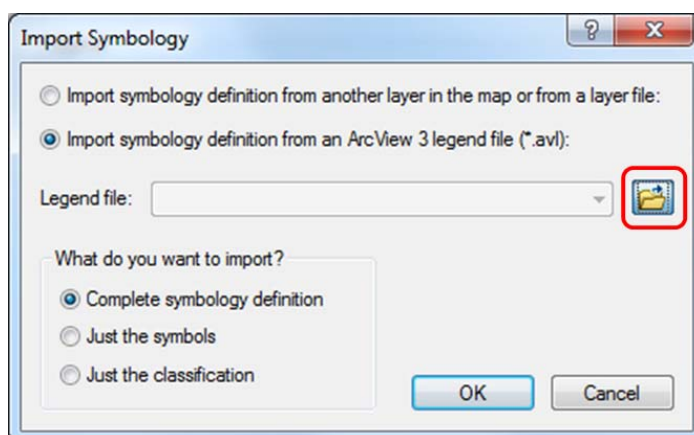 Import Symbology
Import symbology definition from another layer in the map or from a layer file:
Import symbology definition from an ArcView 3 legend file (*.avl):
Legend file:
What do you want to import?
Complete symbology definition
Just the symbols
Just the classification
OK
Cancel